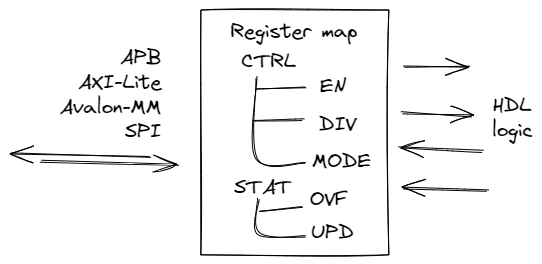 APB
AXI-Lite
Avalon-MM
SPI
Register map
CTRL
EN
DIV
MODE
STAT
OVF
UPD
HDL
logic